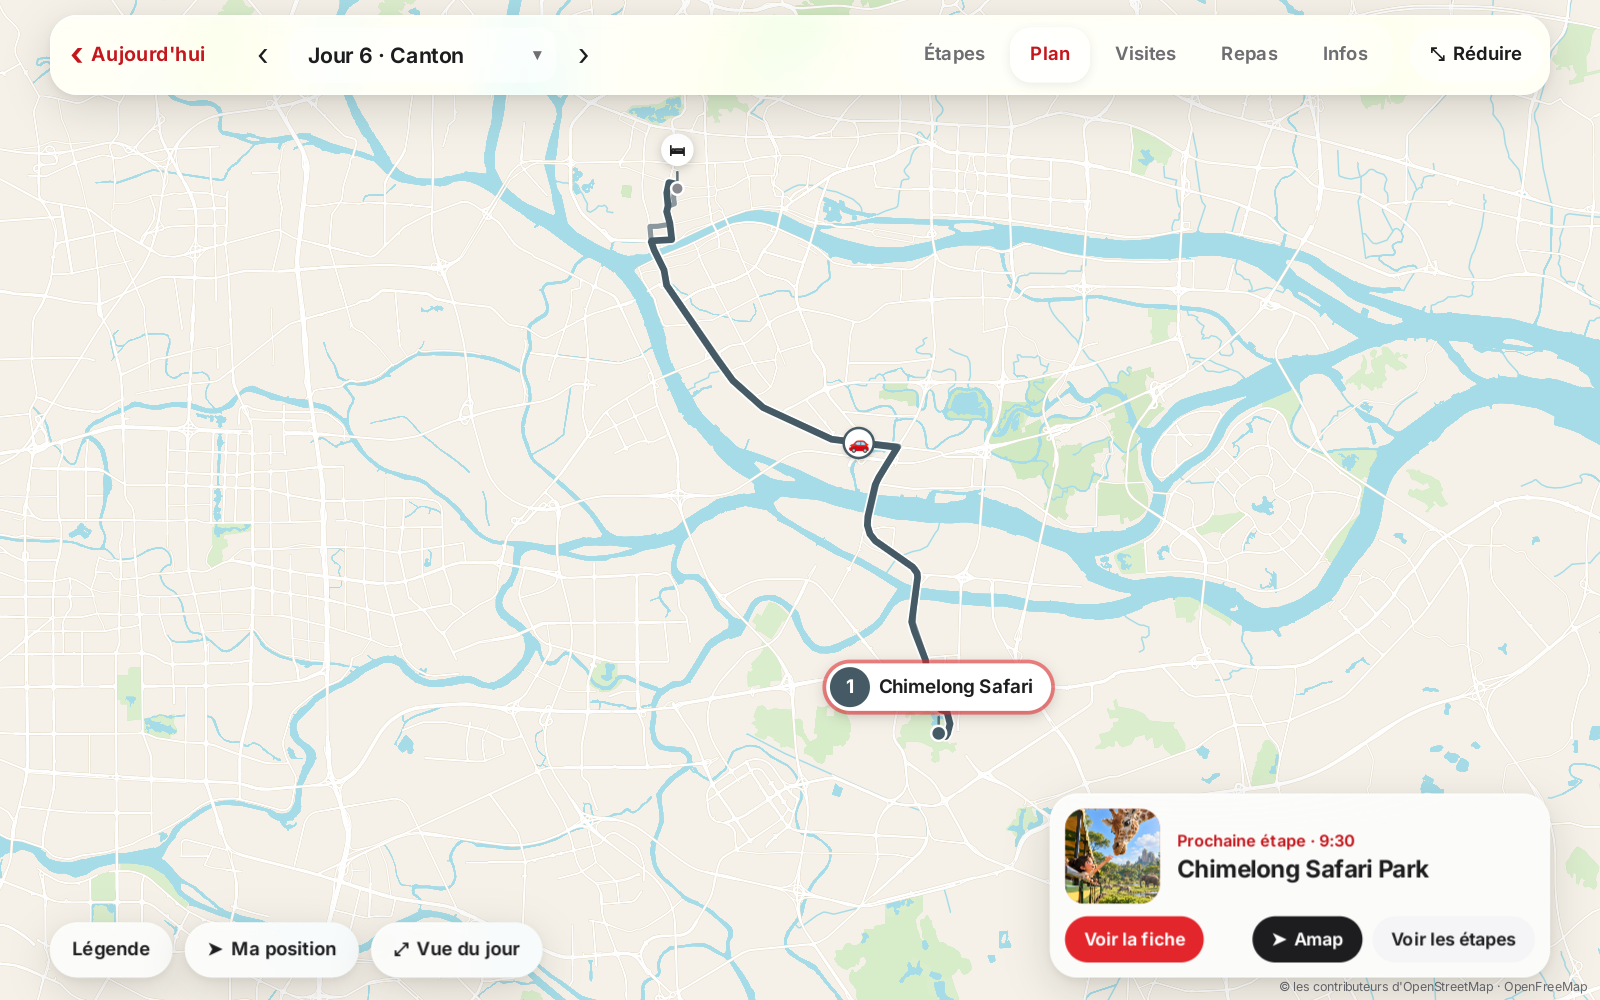 Aujourd'hui
Jour 6 · Canton
Étapes
Plan
Visites
Repas
Infos
Réduire
1
Chimelong Safari
Prochaine étape · 9:30
Chimelong Safari Park
Voir la fiche
Amap
Voir les étapes
Légende
Ma position
Vue du jour
© les contributeurs d'OpenStreetMap · OpenFreeMap